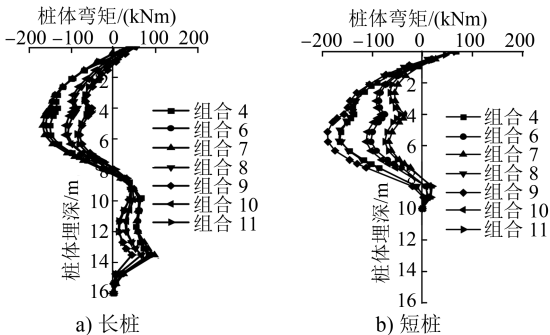 桩体弯矩/(kNm)
−200 −100 0 100 200
2
4
6
8
10
12
14
16
桩体埋深/m
组合 4
组合 6
组合 7
组合 8
组合 9
组合 10
组合 11
a) 长桩
桩体弯矩/(kNm)
−200 −100 0 100 200
2
4
6
8
10
12
14
16
桩体埋深/m
组合 4
组合 6
组合 7
组合 8
组合 9
组合 10
组合 11
b) 短桩